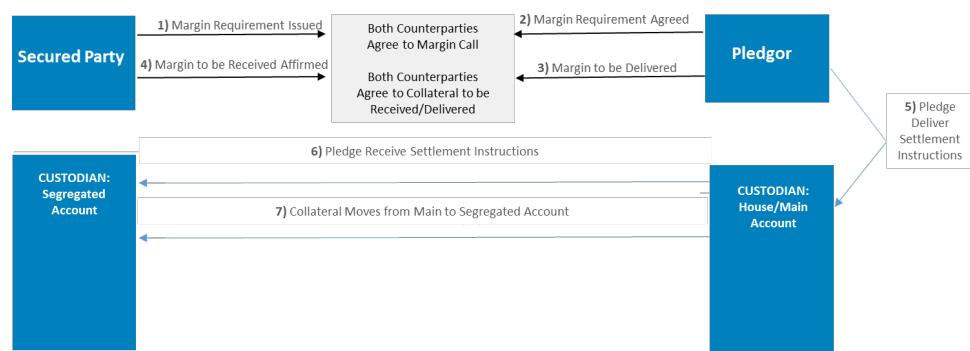 1) Margin Requirement Issued
2) Margin Requirement Agreed
Both Counterparties
Agree to Margin Call
Secured Party
Pledgor
4) Margin to be Received Affirmed
3) Margin to be Delivered
Both Counterparties
Agree to Collateral to be
Received/Delivered
5) Pledge
Deliver
Settlement
Instructions
6) Pledge Receive Settlement Instructions
CUSTODIAN:
Segregated
Account
CUSTODIAN:
House/Main
Account
7) Collateral Moves from Main to Segregated Account